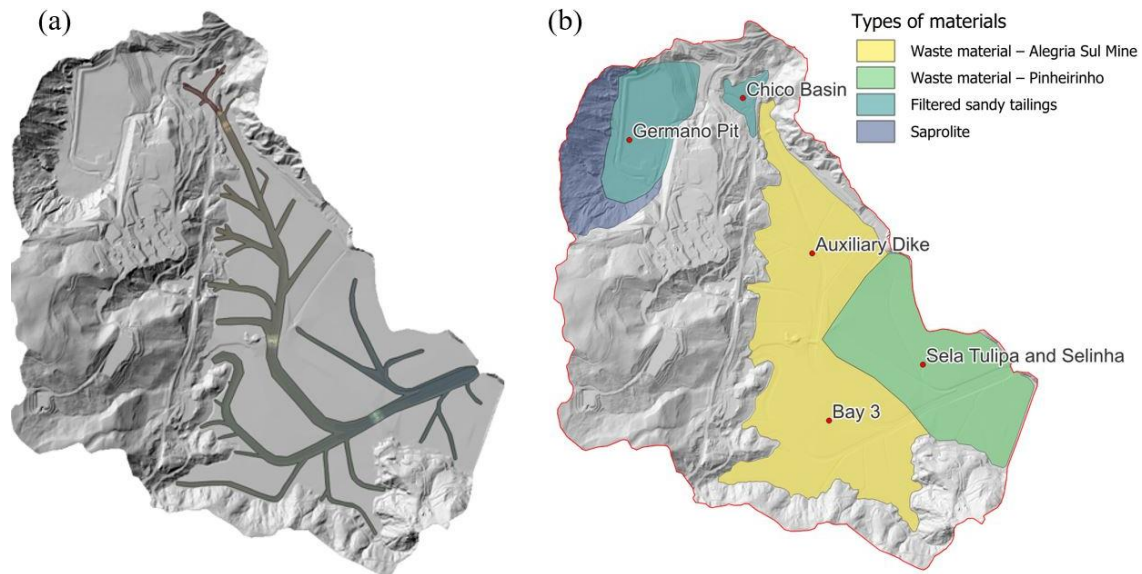 (a)
(b)
Types of materials
Waste material – Alegria Sul Mine
Waste material – Pinheirinho
Filtered sandy tailings
Saprolite
Chico Basin
Germano Pit
Auxiliary Dike
Sela Tulipa and Selinha
Bay 3